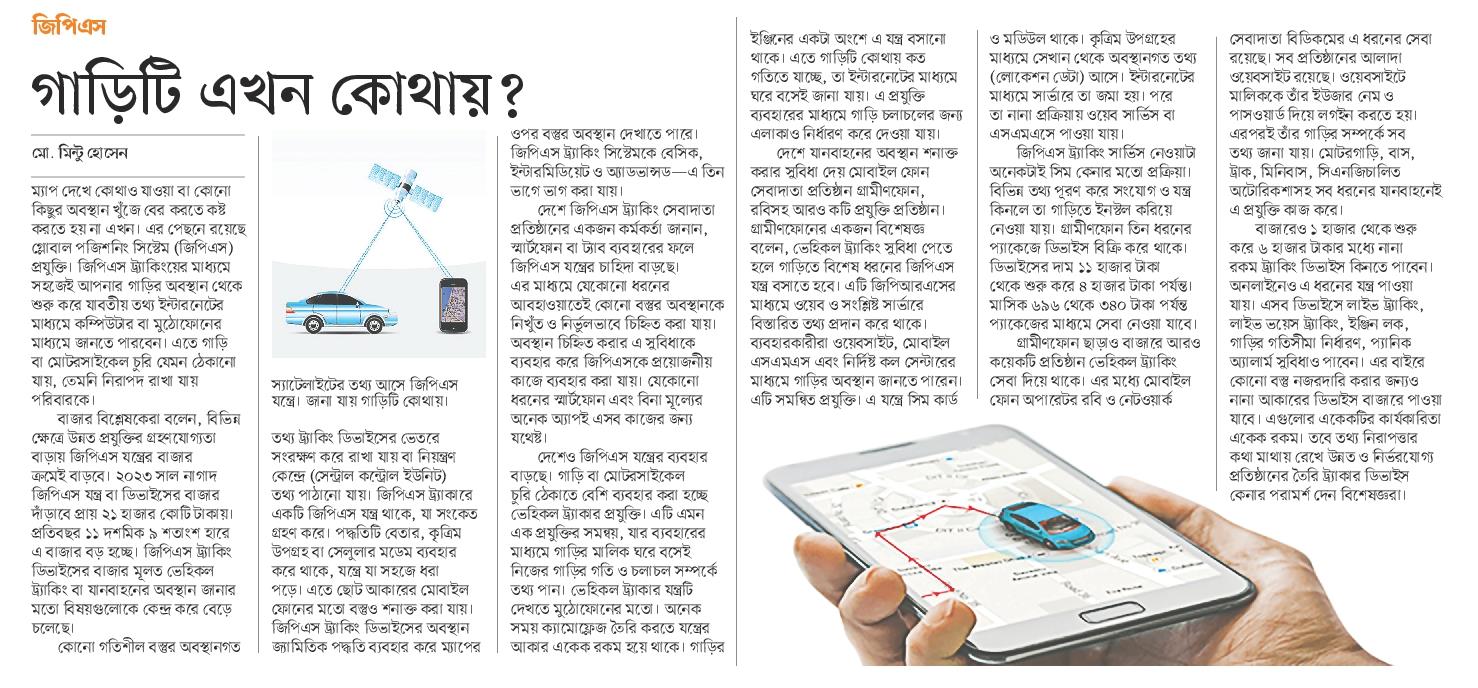 জিপিএস
গাড়িটি এখন কোথায়?
মো. মিন্টু হোসেন
ম্যাপ দেখে কোথাও যাওয়া বা কোনো
কিছুর অবস্থান খুঁজে বের করতে কষ্ট
করতে হয় না এখন। এর পেছনে রয়েছে
গ্লোবাল পজিশনিং সিস্টেম (জিপিএস)
প্রযুক্তি। জিপিএস ট্র্যাকিংয়ের মাধ্যমে
সহজেই আপনার গাড়ির অবস্থান থেকে
শুরু করে যাবতীয় তথ্য ইন্টারনেটের
মাধ্যমে কম্পিউটার বা মুঠোফোনের
মাধ্যমে জানতে পারবেন। এতে গাড়ি
বা মোটরসাইকেল চুরি যেমন ঠেকানো
যায়, তেমনি নিরাপদ রাখা যায়
পরিবারকে।
বাজার বিশ্লেষকেরা বলেন, বিভিন্ন
ক্ষেত্রে উন্নত প্রযুক্তির গ্রহণযোগ্যতা
বাড়ায় জিপিএস যন্ত্রের বাজার
ক্রমেই বাড়বে। ২০২৩ সাল নাগাদ
জিপিএস যন্ত্র বা ডিভাইসের বাজার
দাঁড়াবে প্রায় ২১ হাজার কোটি টাকায়।
প্রতিবছর ১১ দশমিক ৯ শতাংশ হারে
এ বাজার বড় হচ্ছে। জিপিএস ট্র্যাকিং
ডিভাইসের বাজার মূলত ভেহিকল
ট্র্যাকিং বা যানবাহনের অবস্থান জানার
মতো বিষয়গুলোকে কেন্দ্র করে বেড়ে
চলেছে।
কোনো গতিশীল বস্তুর অবস্থানগত
স্যাটেলাইটের তথ্য আসে জিপিএস
যন্ত্রে। জানা যায় গাড়িটি কোথায়।
তথ্য ট্র্যাকিং ডিভাইসের ভেতরে
সংরক্ষণ করে রাখা যায় বা নিয়ন্ত্রণ
কেন্দ্রে (সেন্ট্রাল কন্ট্রোল ইউনিট)
তথ্য পাঠানো যায়। জিপিএস ট্র্যাকারে
একটি জিপিএস যন্ত্র থাকে, যা সংকেত
গ্রহণ করে। পদ্ধতিটি বেতার, কৃত্রিম
উপগ্রহ বা সেলুলার মডেম ব্যবহার
করে থাকে, যন্ত্রে যা সহজে ধরা
পড়ে। এতে ছোট আকারের মোবাইল
ফোনের মতো বস্তুও শনাক্ত করা যায়।
জিপিএস ট্র্যাকিং ডিভাইসের অবস্থান
জ্যামিতিক পদ্ধতি ব্যবহার করে ম্যাপের
ওপর বস্তুর অবস্থান দেখাতে পারে।
জিপিএস ট্র্যাকিং সিস্টেমকে বেসিক,
ইন্টারমিডিয়েট ও অ্যাডভান্সড—এ তিন
ভাগে ভাগ করা যায়।
দেশে জিপিএস ট্র্যাকিং সেবাদাতা
প্রতিষ্ঠানের একজন কর্মকর্তা জানান,
স্মার্টফোন বা ট্যাব ব্যবহারের ফলে
জিপিএস যন্ত্রের চাহিদা বাড়ছে।
এর মাধ্যমে যেকোনো ধরনের
আবহাওয়াতেই কোনো বস্তুর অবস্থানকে
নিখুঁত ও নির্ভুলভাবে চিহ্নিত করা যায়।
অবস্থান চিহ্নিত করার এ সুবিধাকে
ব্যবহার করে জিপিএসকে প্রয়োজনীয়
কাজে ব্যবহার করা যায়। যেকোনো
ধরনের স্মার্টফোন এবং বিনা মূল্যের
অনেক অ্যাপই এসব কাজের জন্য
যথেষ্ট।
দেশেও জিপিএস যন্ত্রের ব্যবহার
বাড়ছে। গাড়ি বা মোটরসাইকেল
চুরি ঠেকাতে বেশি ব্যবহার করা হচ্ছে
ভেহিকল ট্র্যাকার প্রযুক্তি। এটি এমন
এক প্রযুক্তির সমন্বয়, যার ব্যবহারের
মাধ্যমে গাড়ির মালিক ঘরে বসেই
নিজের গাড়ির গতি ও চলাচল সম্পর্কে
তথ্য পান। ভেহিকল ট্র্যাকার যন্ত্রটি
দেখতে মুঠোফোনের মতো। অনেক
সময় ক্যামোফ্লেজ তৈরি করতে যন্ত্রের
আকার একেক রকম হয়ে থাকে। গাড়ির
ইঞ্জিনের একটা অংশে এ যন্ত্র বসানো
থাকে। এতে গাড়িটি কোথায় কত
গতিতে যাচ্ছে, তা ইন্টারনেটের মাধ্যমে
ঘরে বসেই জানা যায়। এ প্রযুক্তি
ব্যবহারের মাধ্যমে গাড়ি চলাচলের জন্য
এলাকাও নির্ধারণ করে দেওয়া যায়।
দেশে যানবাহনের অবস্থান শনাক্ত
করার সুবিধা দেয় মোবাইল ফোন
সেবাদাতা প্রতিষ্ঠান গ্রামীণফোন,
রবিসহ আরও কটি প্রযুক্তি প্রতিষ্ঠান।
গ্রামীণফোনের একজন বিশেষজ্ঞ
বলেন, ভেহিকল ট্র্যাকিং সুবিধা পেতে
হলে গাড়িতে বিশেষ ধরনের জিপিএস
যন্ত্র বসাতে হবে। এটি জিপিআরএসের
মাধ্যমে ওয়েব ও সংশ্লিষ্ট সার্ভারে
বিস্তারিত তথ্য প্রদান করে থাকে।
ব্যবহারকারীরা ওয়েবসাইট, মোবাইল
এসএমএস এবং নির্দিষ্ট কল সেন্টারের
মাধ্যমে গাড়ির অবস্থান জানতে পারেন।
এটি সমন্বিত প্রযুক্তি। এ যন্ত্রে সিম কার্ড
ও মডিউল থাকে। কৃত্রিম উপগ্রহের
মাধ্যমে সেখান থেকে অবস্থানগত তথ্য
(লোকেশন ডেটা) আসে। ইন্টারনেটের
মাধ্যমে সার্ভারে তা জমা হয়। পরে
তা নানা প্রক্রিয়ায় ওয়েব সার্ভিস বা
এসএমএসে পাওয়া যায়।
জিপিএস ট্র্যাকিং সার্ভিস নেওয়াটা
অনেকটাই সিম কেনার মতো প্রক্রিয়া।
বিভিন্ন তথ্য পূরণ করে সংযোগ ও যন্ত্র
কিনলে তা গাড়িতে ইনস্টল করিয়ে
নেওয়া যায়। গ্রামীণফোন তিন ধরনের
প্যাকেজে ডিভাইস বিক্রি করে থাকে।
ডিভাইসের দাম ১১ হাজার টাকা
থেকে শুরু করে ৪ হাজার টাকা পর্যন্ত।
মাসিক ৬৯৬ থেকে ৩৪০ টাকা পর্যন্ত
প্যাকেজের মাধ্যমে সেবা নেওয়া যাবে।
গ্রামীণফোন ছাড়াও বাজারে আরও
কয়েকটি প্রতিষ্ঠান ভেহিকল ট্র্যাকিং
সেবা দিয়ে থাকে। এর মধ্যে মোবাইল
ফোন অপারেটর রবি ও নেটওয়ার্ক
সেবাদাতা বিডিকমের এ ধরনের সেবা
রয়েছে। সব প্রতিষ্ঠানের আলাদা
ওয়েবসাইট রয়েছে। ওয়েবসাইটে
মালিককে তাঁর ইউজার নেম ও
পাসওয়ার্ড দিয়ে লগইন করতে হয়।
এরপরই তাঁর গাড়ির সম্পর্কে সব
তথ্য জানা যায়। মোটরগাড়ি, বাস,
ট্রাক, মিনিবাস, সিএনজিচালিত
অটোরিকশাসহ সব ধরনের যানবাহনেই
এ প্রযুক্তি কাজ করে।
বাজারেও ১ হাজার থেকে শুরু
করে ৬ হাজার টাকার মধ্যে নানা
রকম ট্র্যাকিং ডিভাইস কিনতে পাবেন।
অনলাইনেও এ ধরনের যন্ত্র পাওয়া
যায়। এসব ডিভাইসে লাইভ ট্র্যাকিং,
লাইভ ভয়েস ট্র্যাকিং, ইঞ্জিন লক,
গাড়ির গতিসীমা নির্ধারণ, প্যানিক
অ্যালার্ম সুবিধাও পাবেন। এর বাইরে
কোনো বস্তু নজরদারি করার জন্যও
নানা আকারের ডিভাইস বাজারে পাওয়া
যাবে। এগুলোর একেকটির কার্যকারিতা
একেক রকম। তবে তথ্য নিরাপত্তার
কথা মাথায় রেখে উন্নত ও নির্ভরযোগ্য
প্রতিষ্ঠানের তৈরি ট্র্যাকার ডিভাইস
কেনার পরামর্শ দেন বিশেষজ্ঞরা।